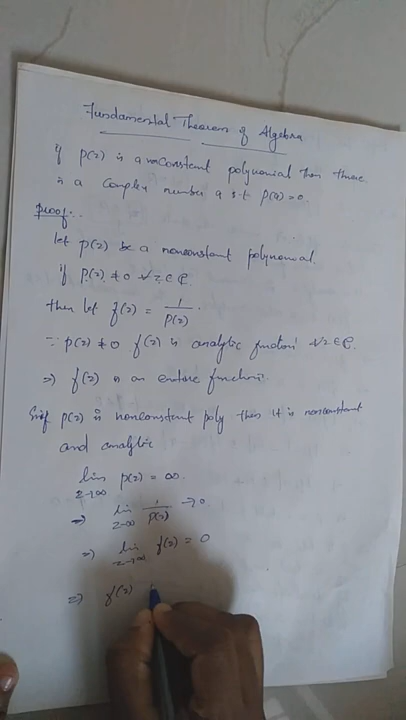 Fundamental Theorem of Algebra
If p(z) is a nonconstant polynomial then there
is a complex number a s.t p(a)=0.
Proof:-
let p(z) be a nonconstant polynomial.
if p(z) ≠ 0 ∀ z ∈ ℂ.
then let f(z) = 1/p(z).
∵ p(z) ≠ 0 f(z) is analytic function ∀ z ∈ ℂ.
⇒ f(z) is an entire function.
p(z) is nonconstant poly then it is nonconstant
and analytic
lim z→∞ p(z) = ∞.
⇒ lim z→∞ 1/p(z) → 0
⇒ lim z→∞ f(z) = 0
⇒ f(z)